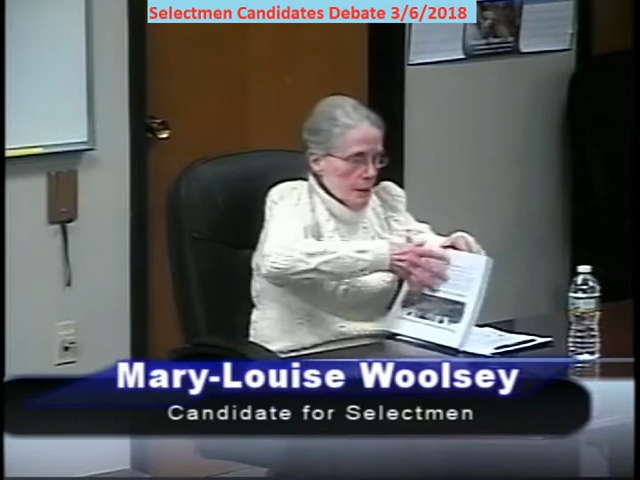 Selectmen Candidates Debate 3/6/2018
Mary-Louise Woolsey
Candidate for Selectmen